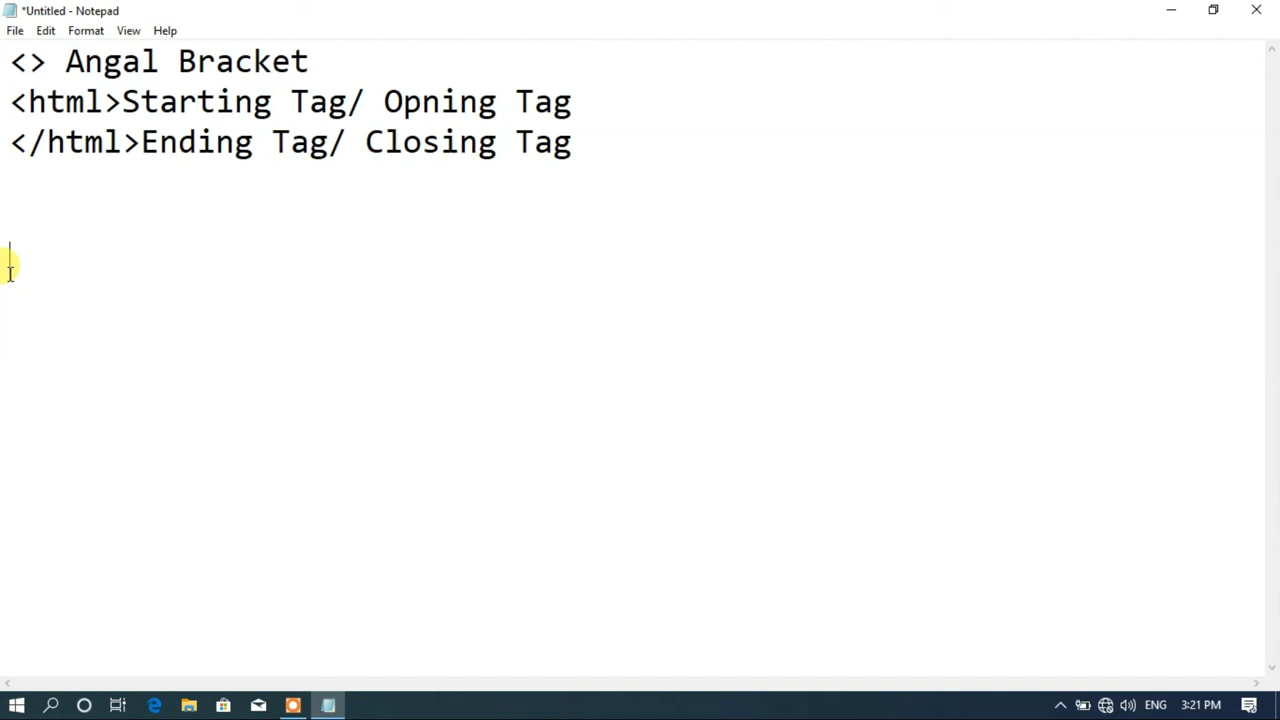 *Untitled - Notepad
File Edit Format View Help
<> Angal Bracket
<html>Starting Tag/ Opning Tag
</html>Ending Tag/ Closing Tag
ENG 3:21 PM